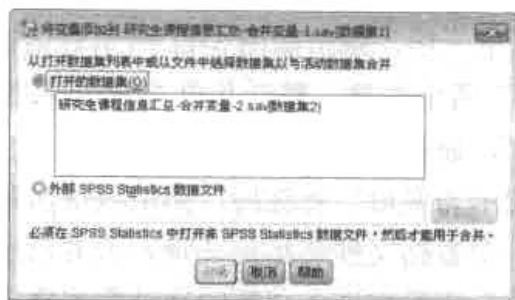 将变量添加到 研究生课程信息汇总-合并变量-1.sav[数据集1]
从打开数据集列表中或从文件中选择数据集以与活动数据集合并
打开的数据集(O)
研究生课程信息汇总-合并变量-2.sav[数据集2]
外部 SPSS Statistics 数据文件
必须在 SPSS Statistics 中打开非 SPSS Statistics 数据文件，然后才能用于合并。
取消 帮助